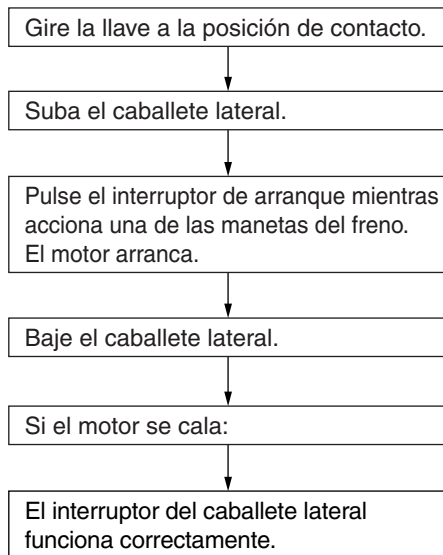 Gire la llave a la posición de contacto.
Suba el caballete lateral.
Pulse el interruptor de arranque mientras
acciona una de las manetas del freno.
El motor arranca.
Baje el caballete lateral.
Si el motor se cala:
El interruptor del caballete lateral
funciona correctamente.